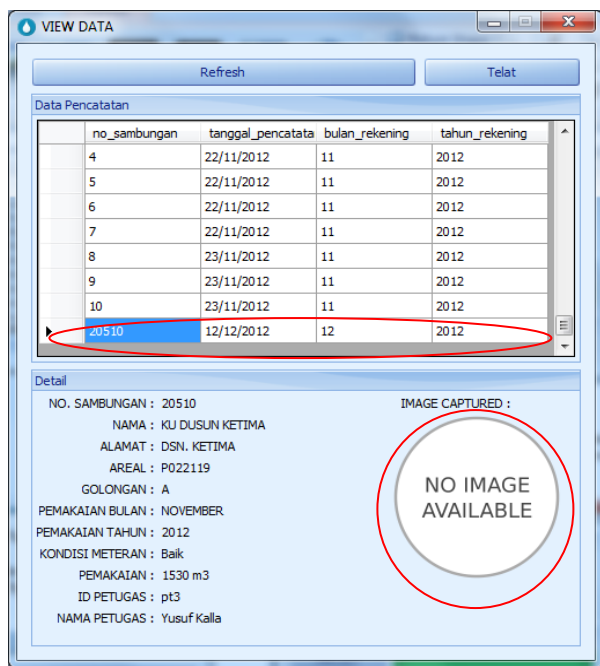 VIEW DATA
Refresh Telat
Data Pencatatan
no_sambungan tanggal_pencatata bulan_rekening tahun_rekening
4 22/11/2012 11 2012
5 22/11/2012 11 2012
6 22/11/2012 11 2012
7 22/11/2012 11 2012
8 23/11/2012 11 2012
9 23/11/2012 11 2012
10 23/11/2012 11 2012
20510 12/12/2012 12 2012
Detail
NO. SAMBUNGAN : 20510 IMAGE CAPTURED :
NAMA : KU DUSUN KETIMA
ALAMAT : DSN. KETIMA
AREAL : P022119
GOLONGAN : A
PEMAKAIAN BULAN : NOVEMBER
PEMAKAIAN TAHUN : 2012
KONDISI METERAN : Baik
PEMAKAIAN : 1530 m3
ID PETUGAS : pt3
NAMA PETUGAS : Yusuf Kalla
NO IMAGE
AVAILABLE